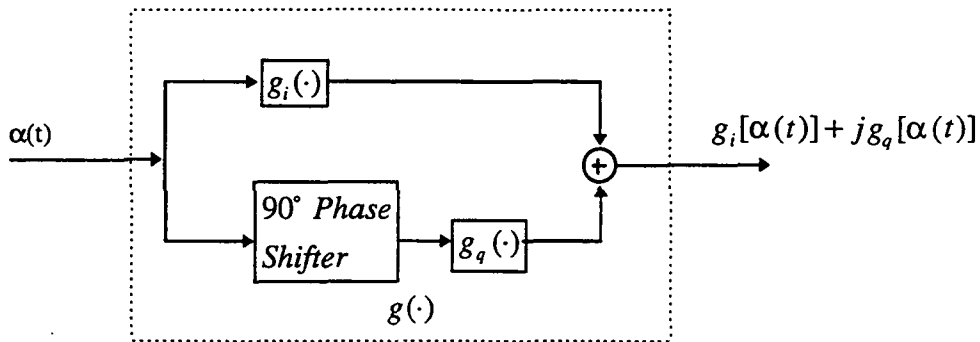 g_i(·)
α(t)
g_i[α(t)] + jg_q[α(t)]
+
90° Phase
Shifter
g_q(·)
g(·)